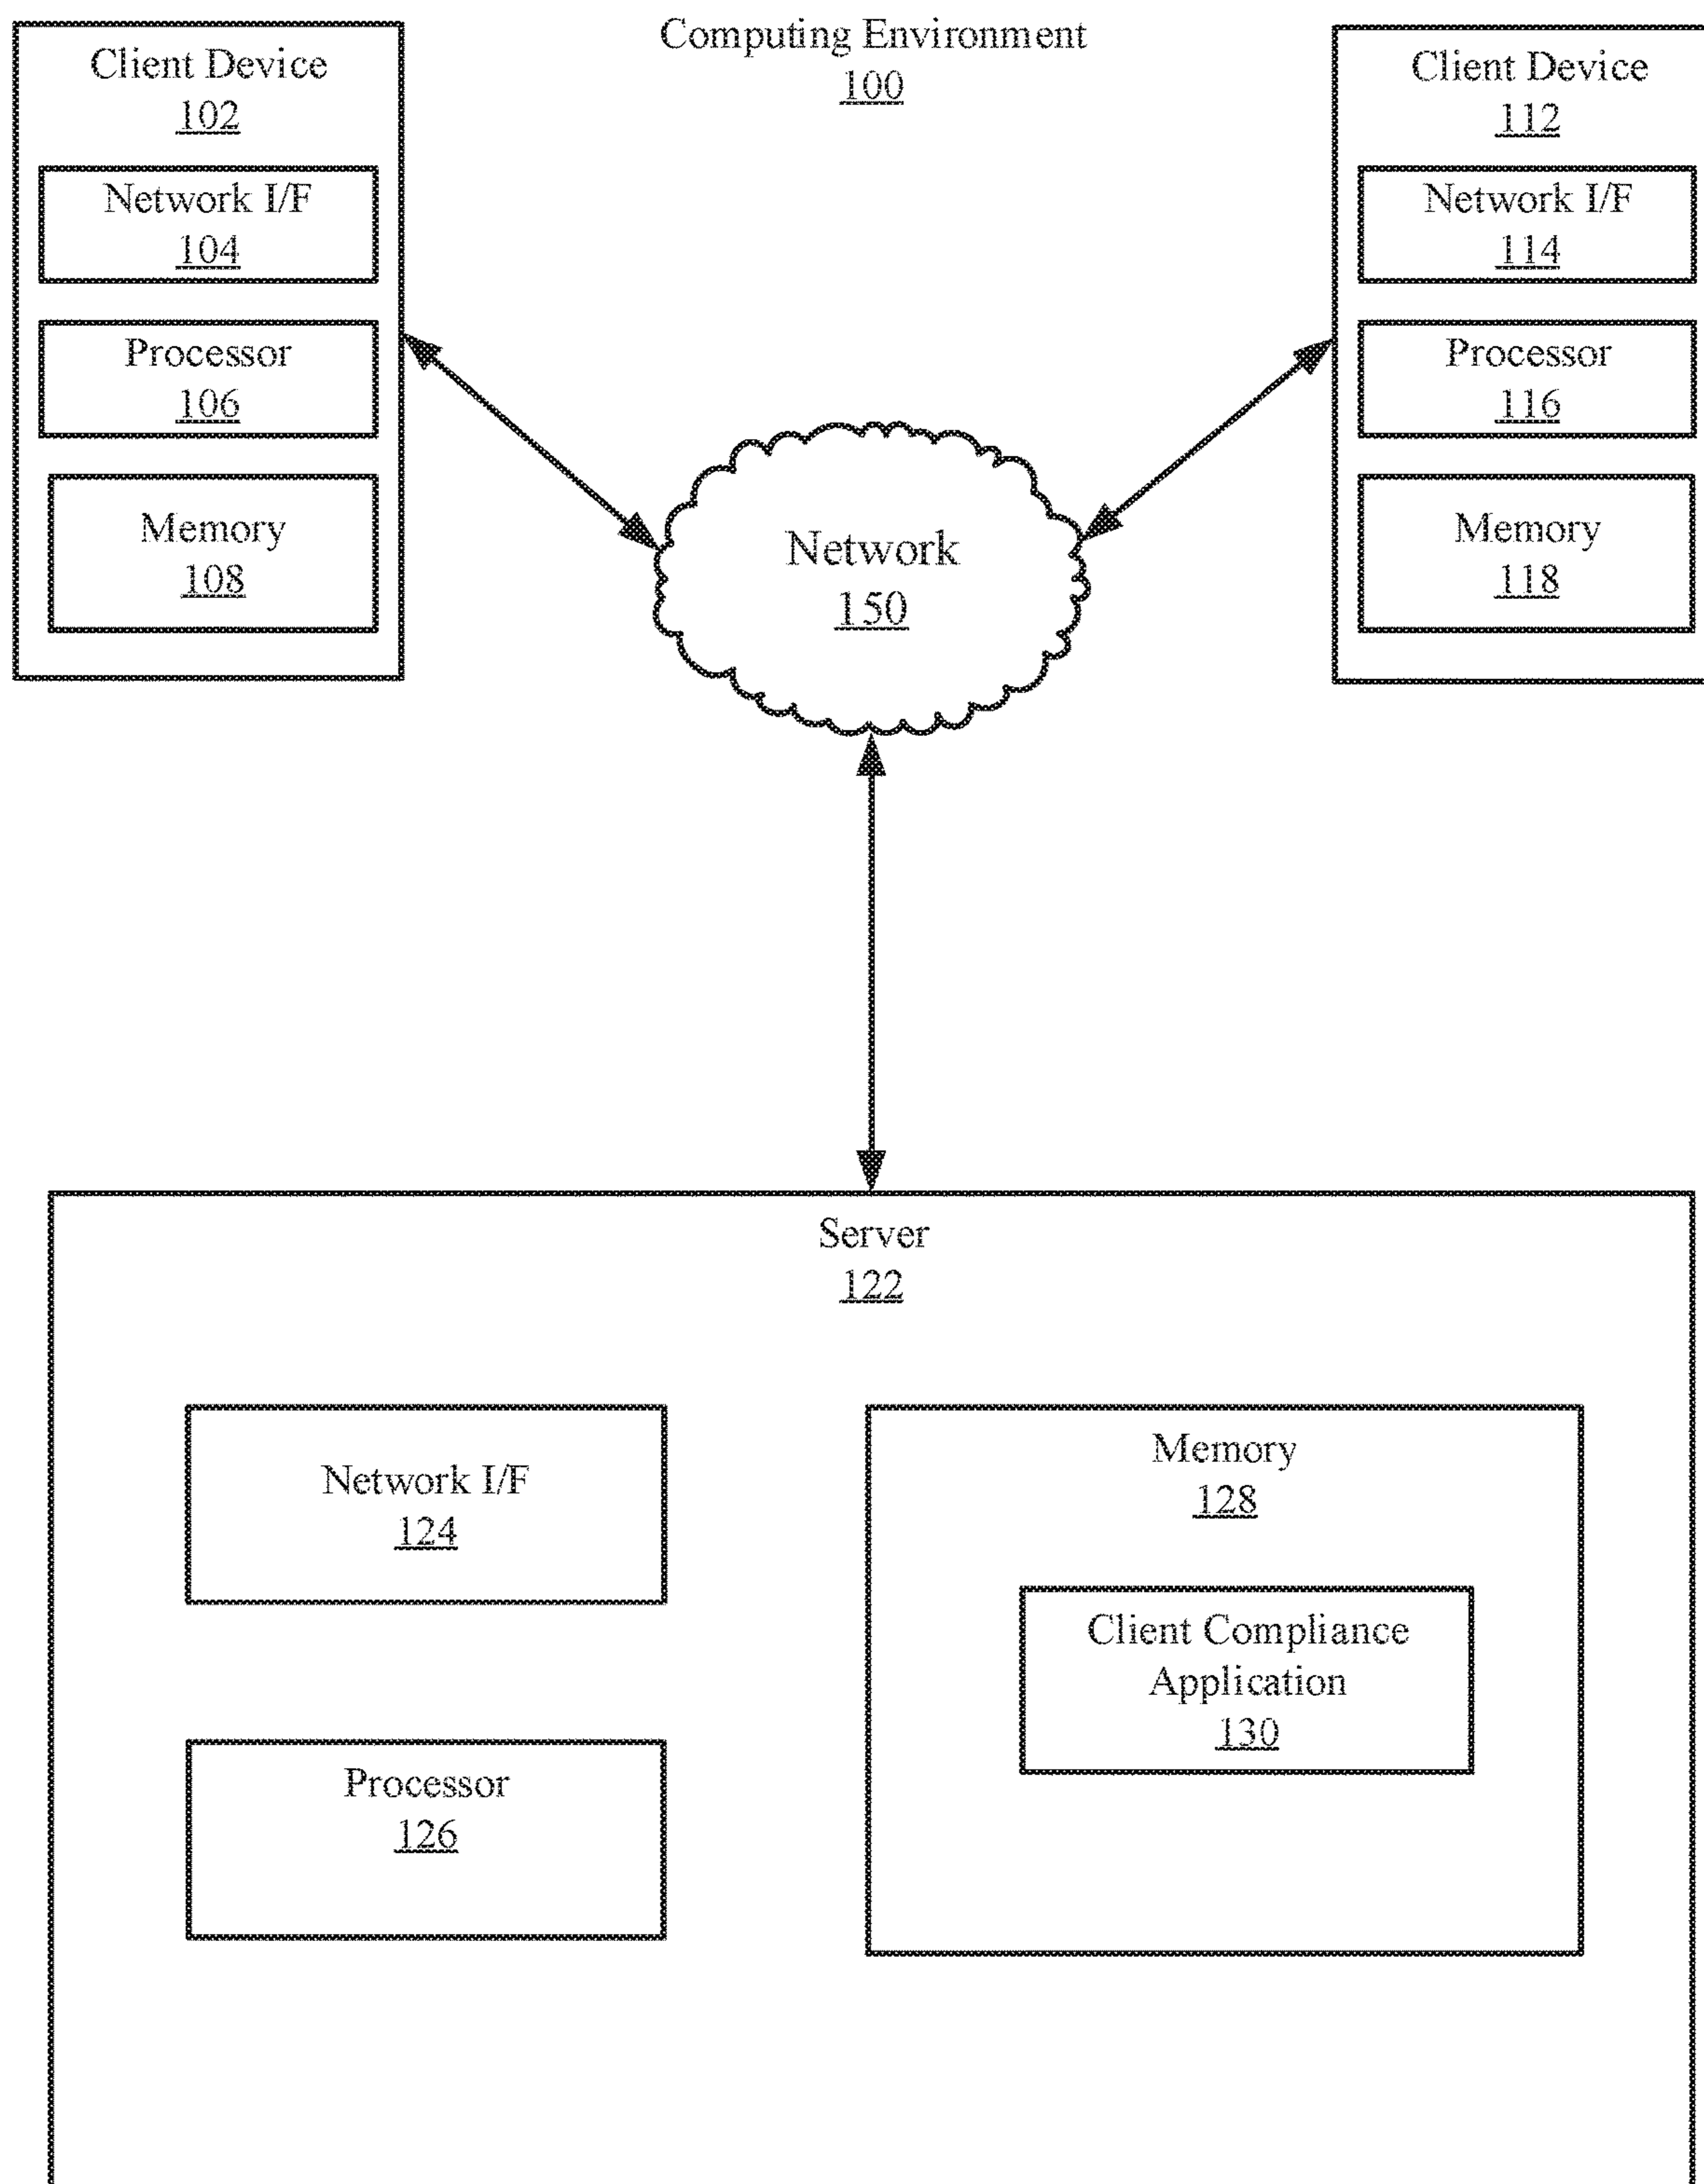 Computing Environment
100
Client Device
102
Network I/F
104
Processor
106
Memory
108
Client Device
112
Network I/F
114
Processor
116
Memory
118
Network
150
Server
122
Network I/F
124
Processor
126
Memory
128
Client Compliance
Application
130